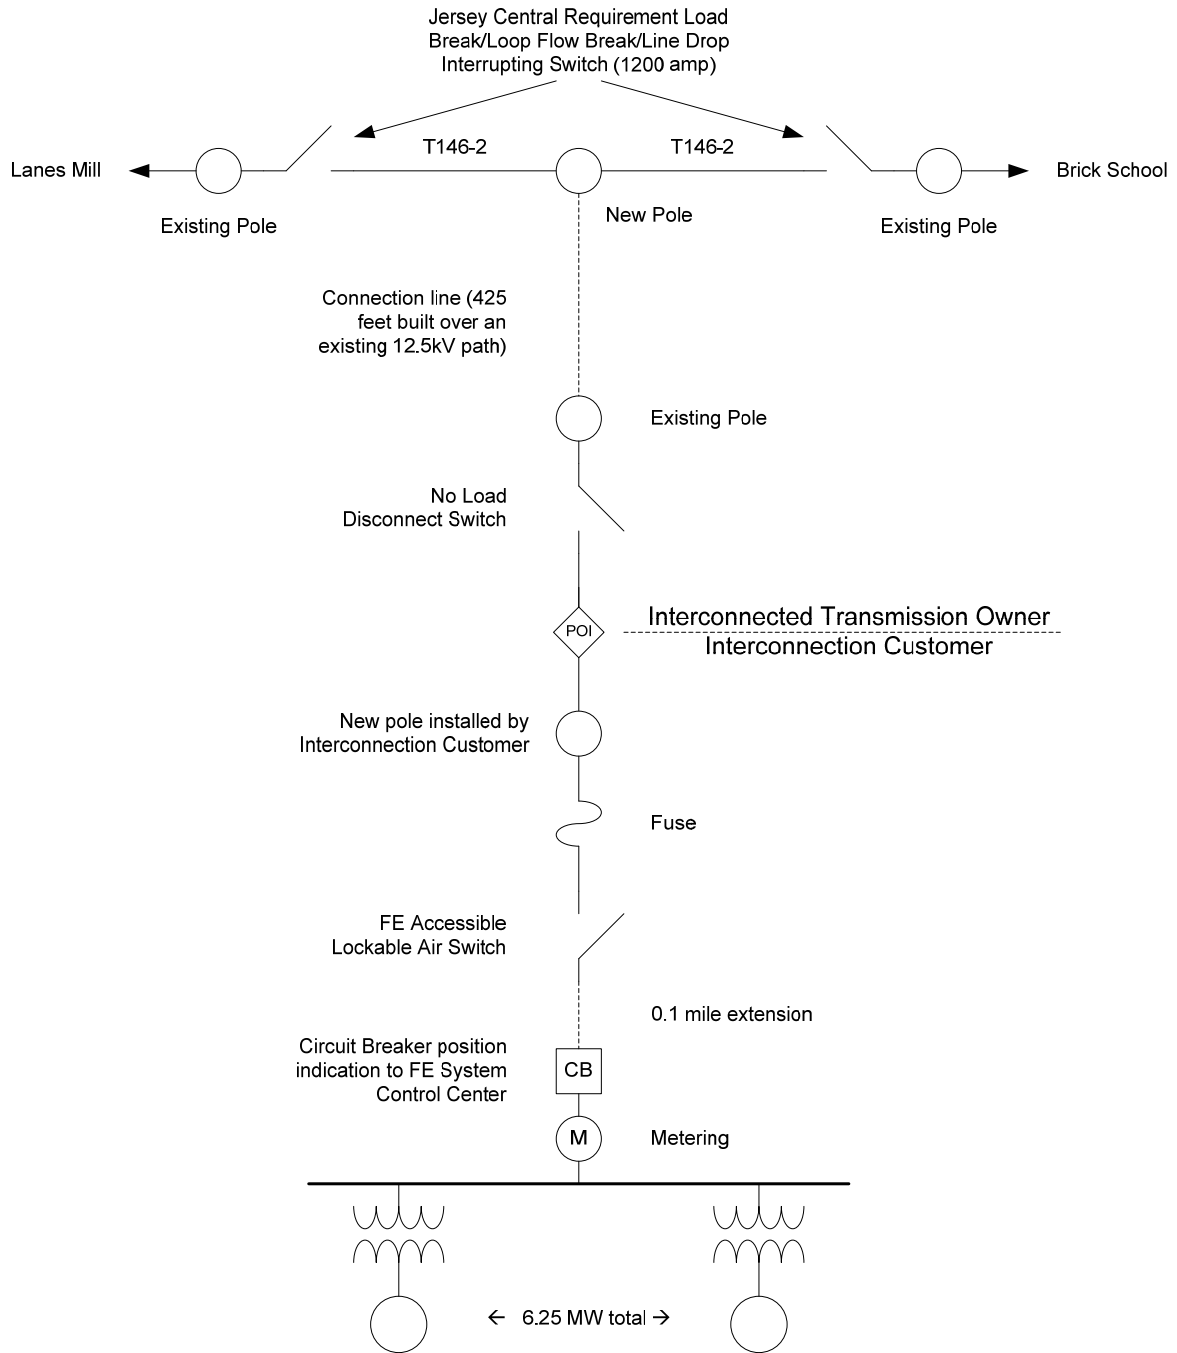 Jersey Central Requirement Load
Break/Loop Flow Break/Line Drop
Interrupting Switch (1200 amp)
T146-2
T146-2
Lanes Mill
Brick School
New Pole
Existing Pole
Existing Pole
Connection line (425
feet built over an
existing 12.5kV path)
Existing Pole
No Load
Disconnect Switch
Interconnected Transmission Owner
POI
Interconnection Customer
New pole installed by
Interconnection Customer
Fuse
FE Accessible
Lockable Air Switch
0.1 mile extension
Circuit Breaker position
indication to FE System
Control Center
CB
M
Metering
← 6.25 MW total →